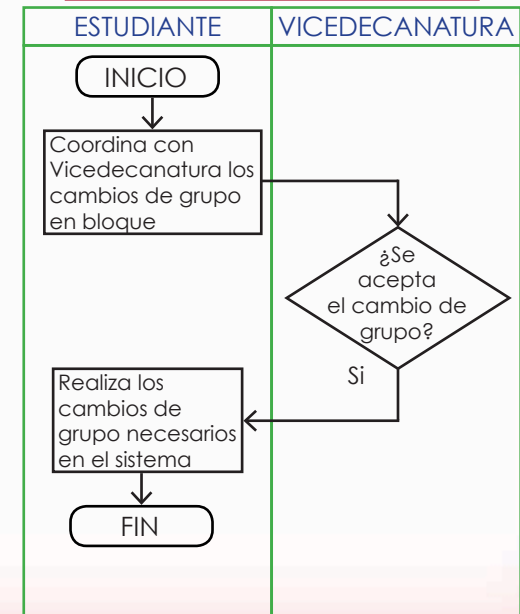 ESTUDIANTE
VICEDECANATURA
INICIO
Coordina con
Vicedecanatura los
cambios de grupo
en bloque
¿Se
acepta
el cambio de
grupo?
Si
Realiza los
cambios de
grupo necesarios
en el sistema
FIN